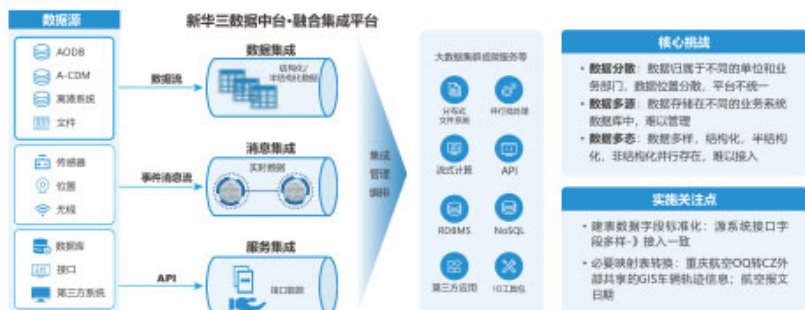 数据源
AODB
A-CDM
离港系统
文件
传感器
位置
无线
数据库
接口
第三方系统
新华三数据中台·融合集成平台
数据集成
数据流
结构化/
半结构化数据
消息集成
事件消息流
实时数据
服务集成
API
接口数据
集成
管理
编排
大数据集群或微服务等
分布式
文件系统
并行批处理
流式计算
API
RDBMS
NoSQL
第三方应用
IO工具包
核心挑战
• 数据分散：数据归属于不同的单位和业
务部门，数据位置分散，平台不统一
• 数据多源：数据存储在不同的业务系统
数据库中，难以管理
• 数据多态：数据多样，结构化、半结构
化、非结构化并行存在，难以接入
实施关注点
• 建表数据字段标准化：源系统接口字
段多样-》接入一致
• 必要映射表转换：重庆航空OQ转CZ外
部共享的GIS车辆轨迹信息；航空报文
日期